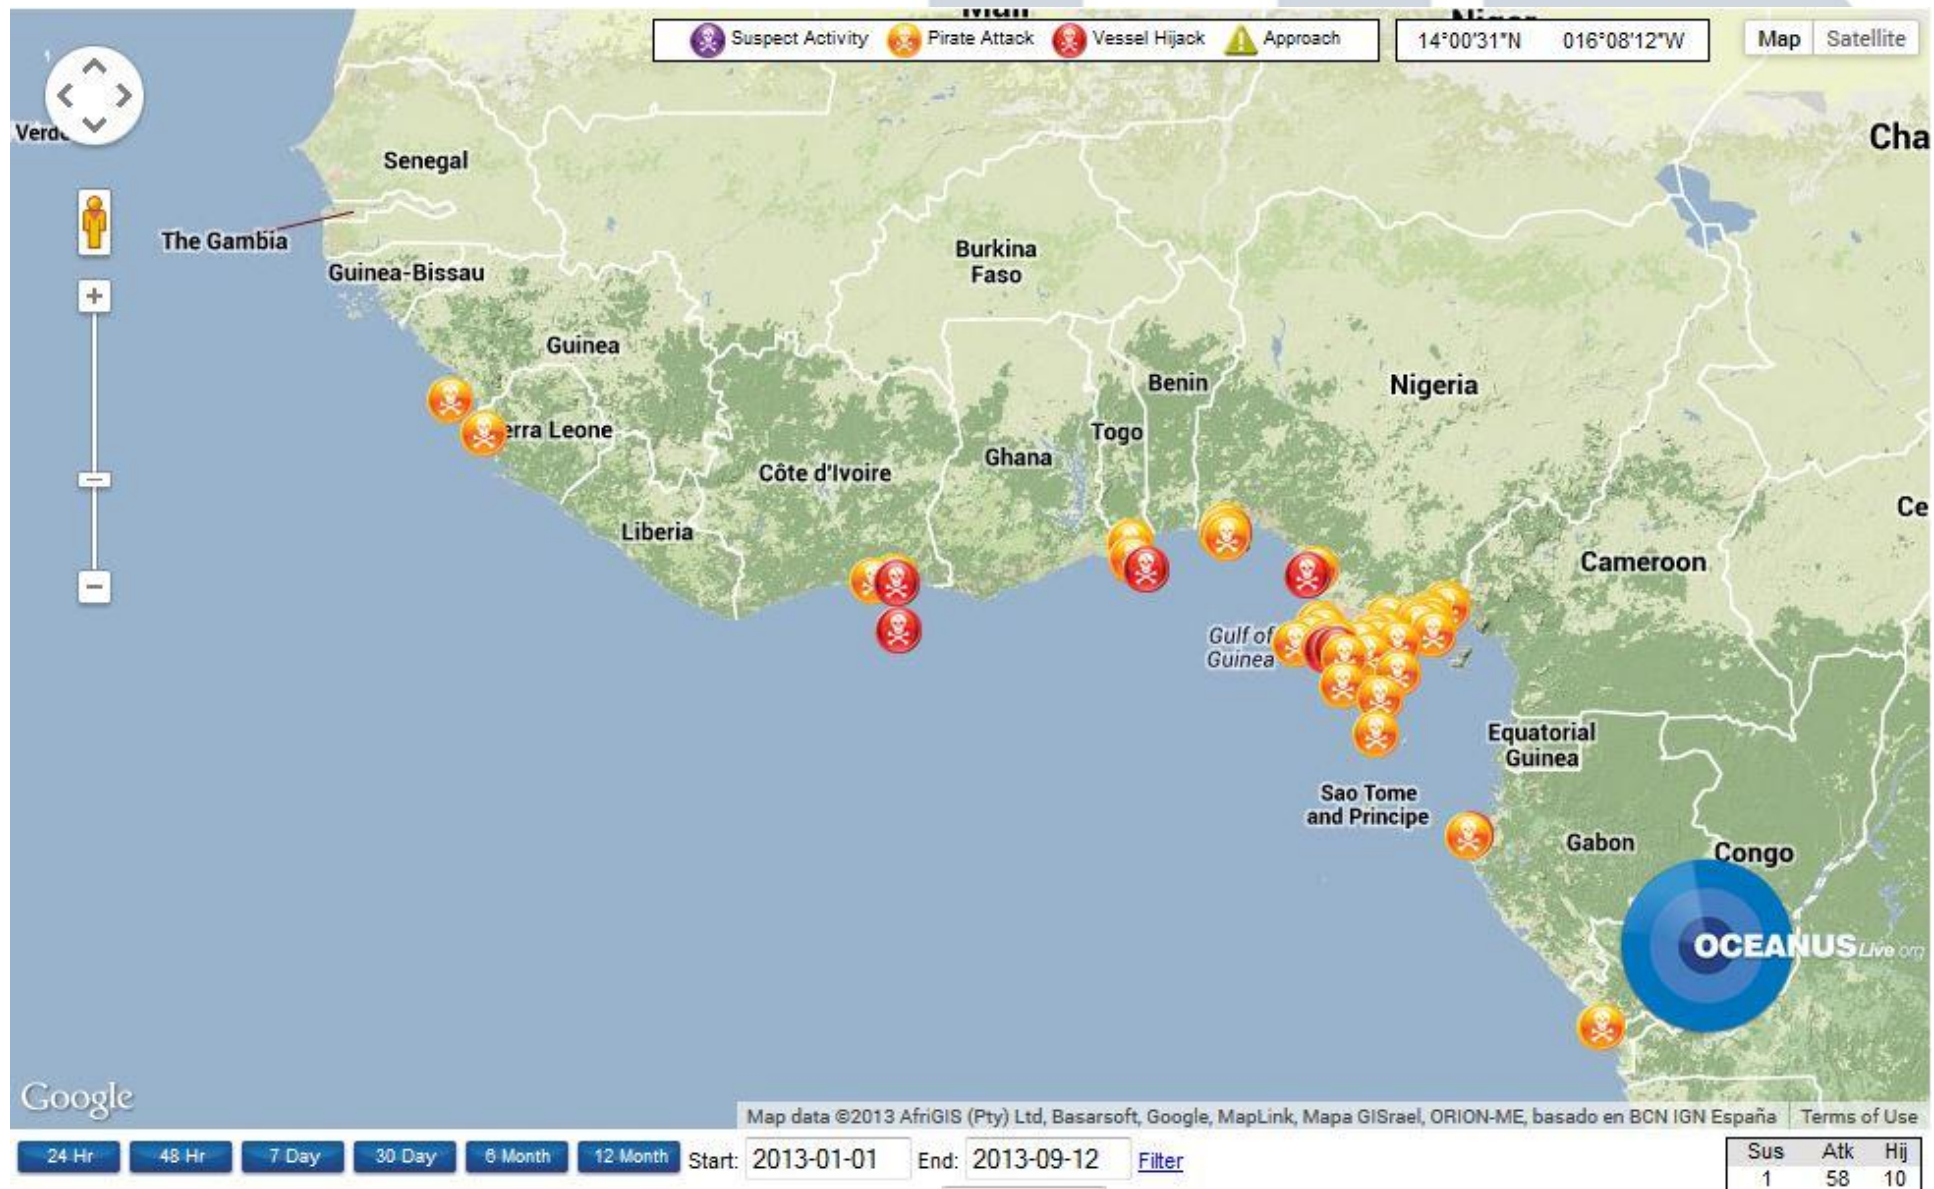 Mali
Niger
Suspect Activity
Pirate Attack
Vessel Hijack
Approach
14°00'31"N 016°08'12"W
Map
Satellite
Verde
Cha
Senegal
The Gambia
Guinea-Bissau
Burkina
Faso
Guinea
Benin
Nigeria
erra Leone
Togo
Ghana
Côte d'Ivoire
Liberia
Ce
Cameroon
Gulf of
Guinea
Equatorial
Guinea
Sao Tome
and Principe
Gabon
Congo
OCEANUS Live.org
Google
Map data ©2013 AfriGIS (Pty) Ltd, Basarsoft, Google, MapLink, Mapa GISrael, ORION-ME, basado en BCN IGN España
Terms of Use
24 Hr
48 Hr
7 Day
30 Day
6 Month
12 Month
Start: 2013-01-01
End: 2013-09-12
Filter
Sus Atk Hij
1 58 10